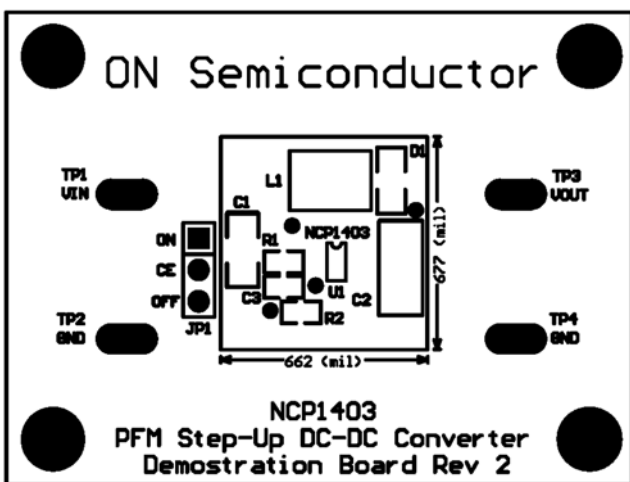 ON Semiconductor
TP1
VIN
TP3
VOUT
D1
L1
C1
NCP1403
ON
R1
CE
677 (mil)
C3
U1
C2
OFF
R2
JP1
TP2
GND
TP4
GND
662 (mil)
NCP1403
PFM Step-Up DC-DC Converter
Demostration Board Rev 2